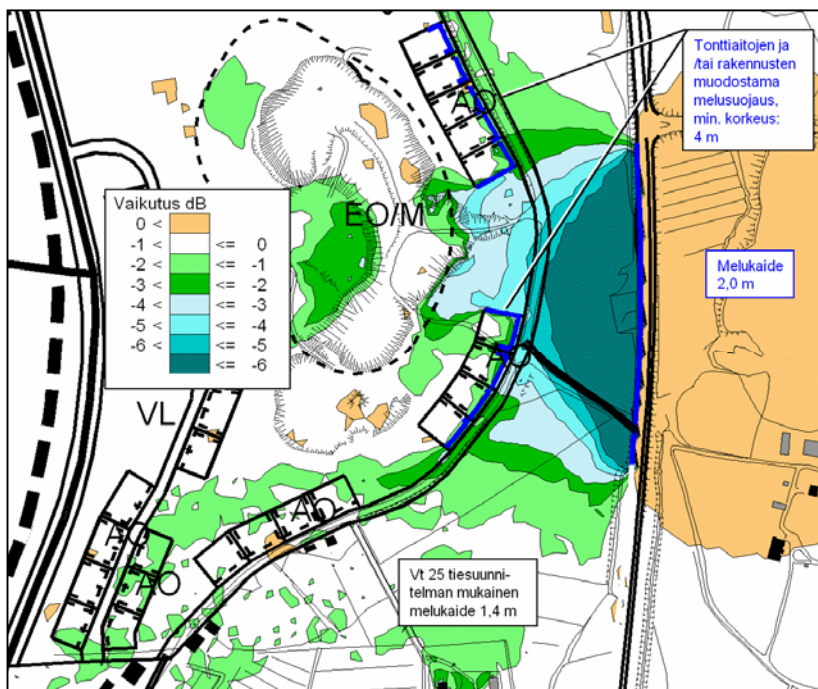 Tonttiaitojen ja
/tai rakennusten
muodostama
melusuojaus,
min. korkeus:
4 m
AO
Vaikutus dB
0 <
-1 < <= 0
-2 < <= -1
-3 < <= -2
-4 < <= -3
-5 < <= -4
-6 < <= -5
<= -6
EO/M
Melukaide
2,0 m
AO
VL
AO
AO
AO
Vt 25 tiesuunni-
telman mukainen
melukaide 1,4 m